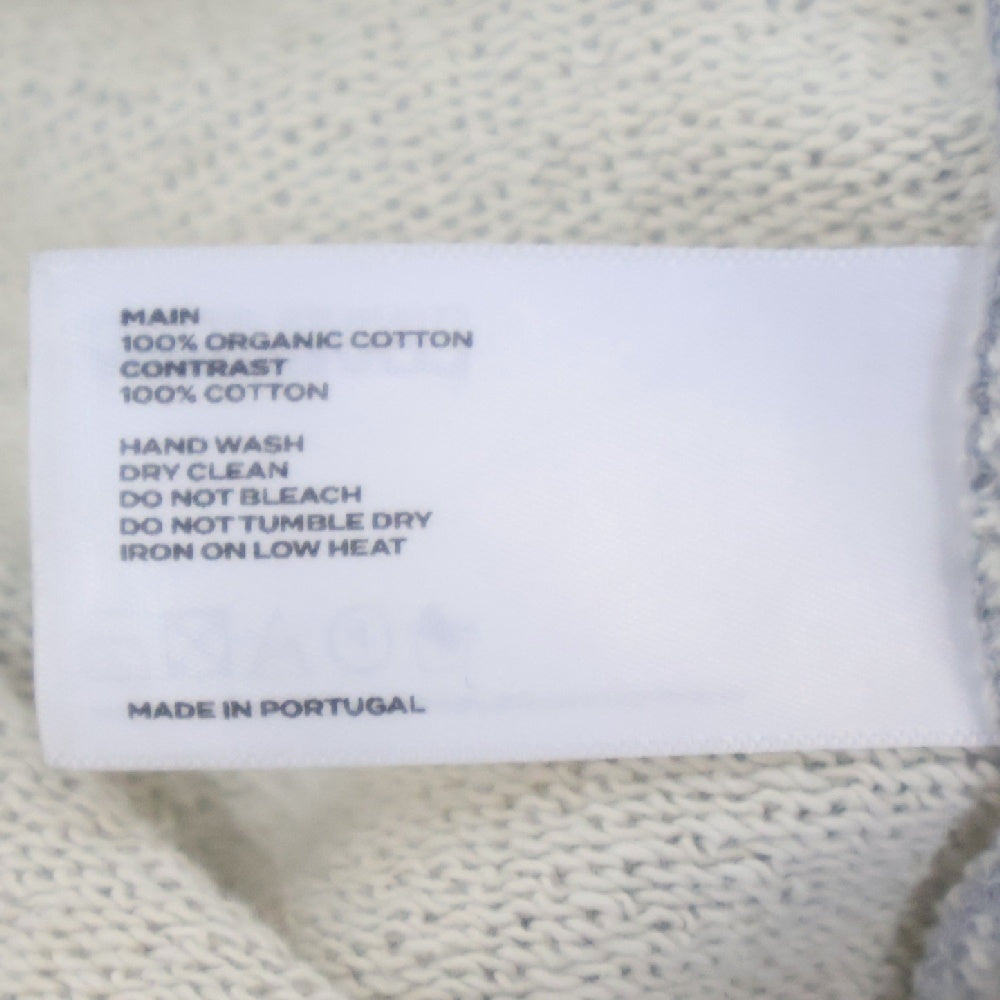 MAIN
100% ORGANIC COTTON
CONTRAST
100% COTTON
HAND WASH
DRY CLEAN
DO NOT BLEACH
DO NOT TUMBLE DRY
IRON ON LOW HEAT
MADE IN PORTUGAL